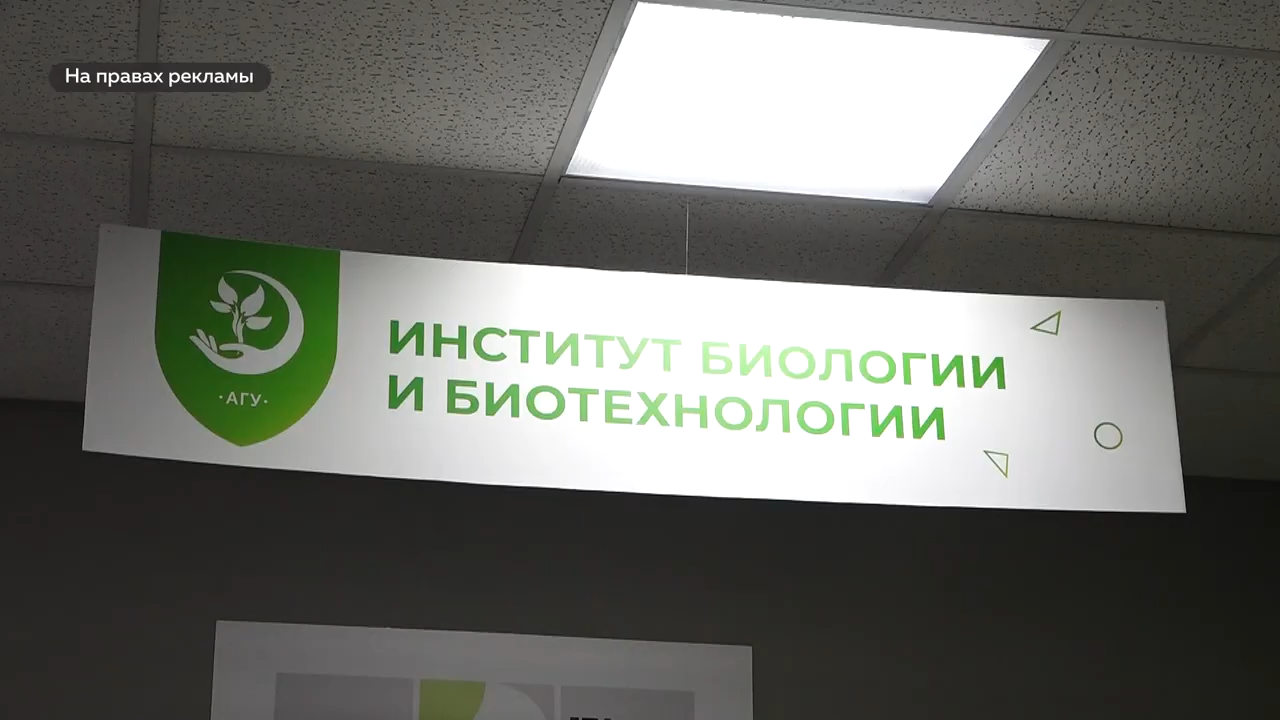 На правах рекламы
·АГУ·
ИНСТИТУТ БИОЛОГИИ
И БИОТЕХНОЛОГИИ